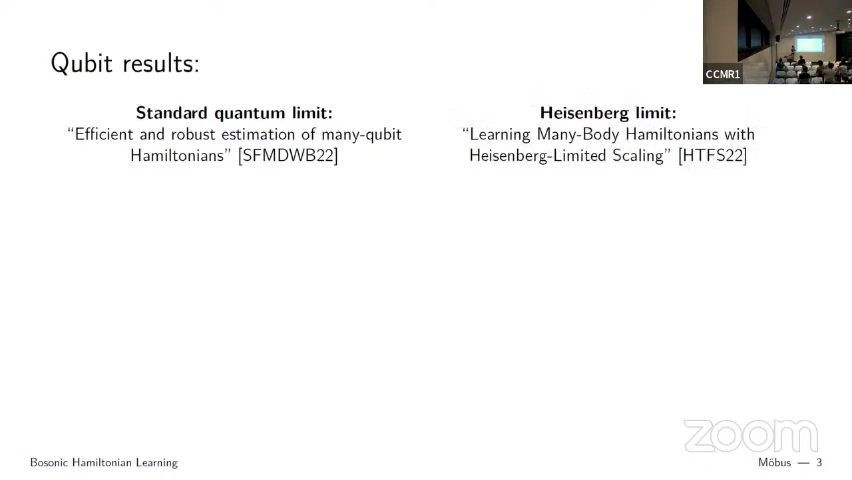 CCMR1
Qubit results:
Standard quantum limit:
“Efficient and robust estimation of many-qubit
Hamiltonians” [SFMDWB22]
Heisenberg limit:
“Learning Many-Body Hamiltonians with
Heisenberg-Limited Scaling” [HTFS22]
zoom
Bosonic Hamiltonian Learning
Möbus — 3